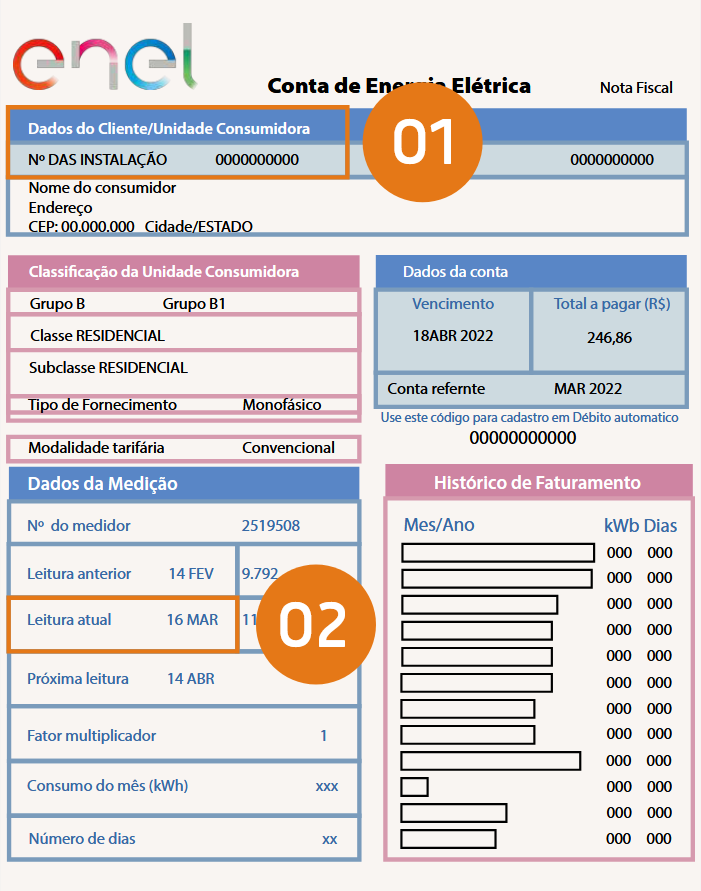 enel
Conta de Energia Elétrica
Nota Fiscal
Dados do Cliente/Unidade Consumidora
01
Nº DAS INSTALAÇÃO 0000000000 0000000000
Nome do consumidor
Endereço
CEP: 00.000.000 Cidade/ESTADO
Classificação da Unidade Consumidora
Grupo B Grupo B1
Classe RESIDENCIAL
Subclasse RESIDENCIAL
Tipo de Fornecimento Monofásico
Modalidade tarifária Convencional
Dados da conta
Vencimento Total a pagar (R$)
18ABR 2022 246,86
Conta refernte MAR 2022
Use este código para cadastro em Débito automatico
00000000000
Dados da Medição
Nº do medidor 2519508
Leitura anterior 14 FEV 9.792
Leitura atual 16 MAR
02
Próxima leitura 14 ABR
Fator multiplicador 1
Consumo do mês (kWh) xxx
Número de dias xx
Histórico de Faturamento
Mes/Ano kWb Dias
000 000
000 000
000 000
000 000
000 000
000 000
000 000
000 000
000 000
000 000
000 000
000 000